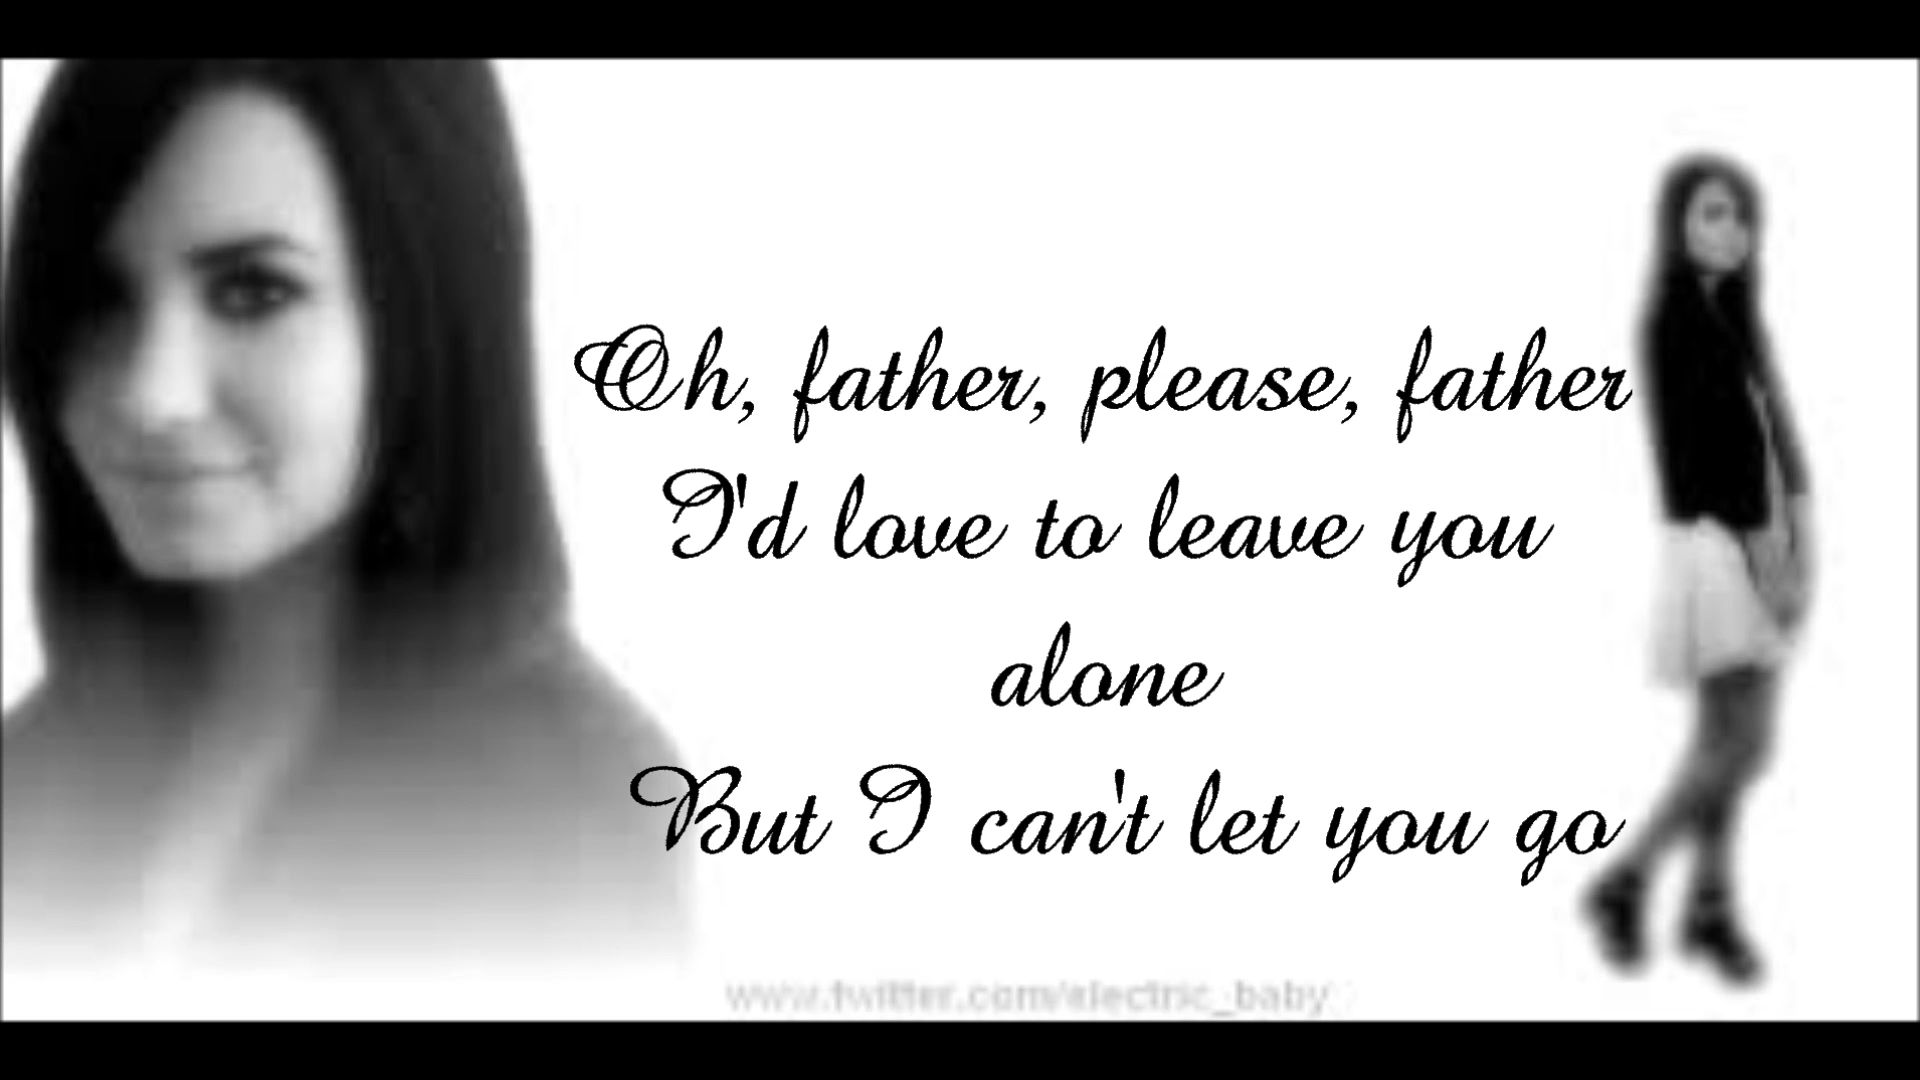 Oh, father, please, father
I'd love to leave you
alone
But I can't let you go
www.twitter.com/electric_baby